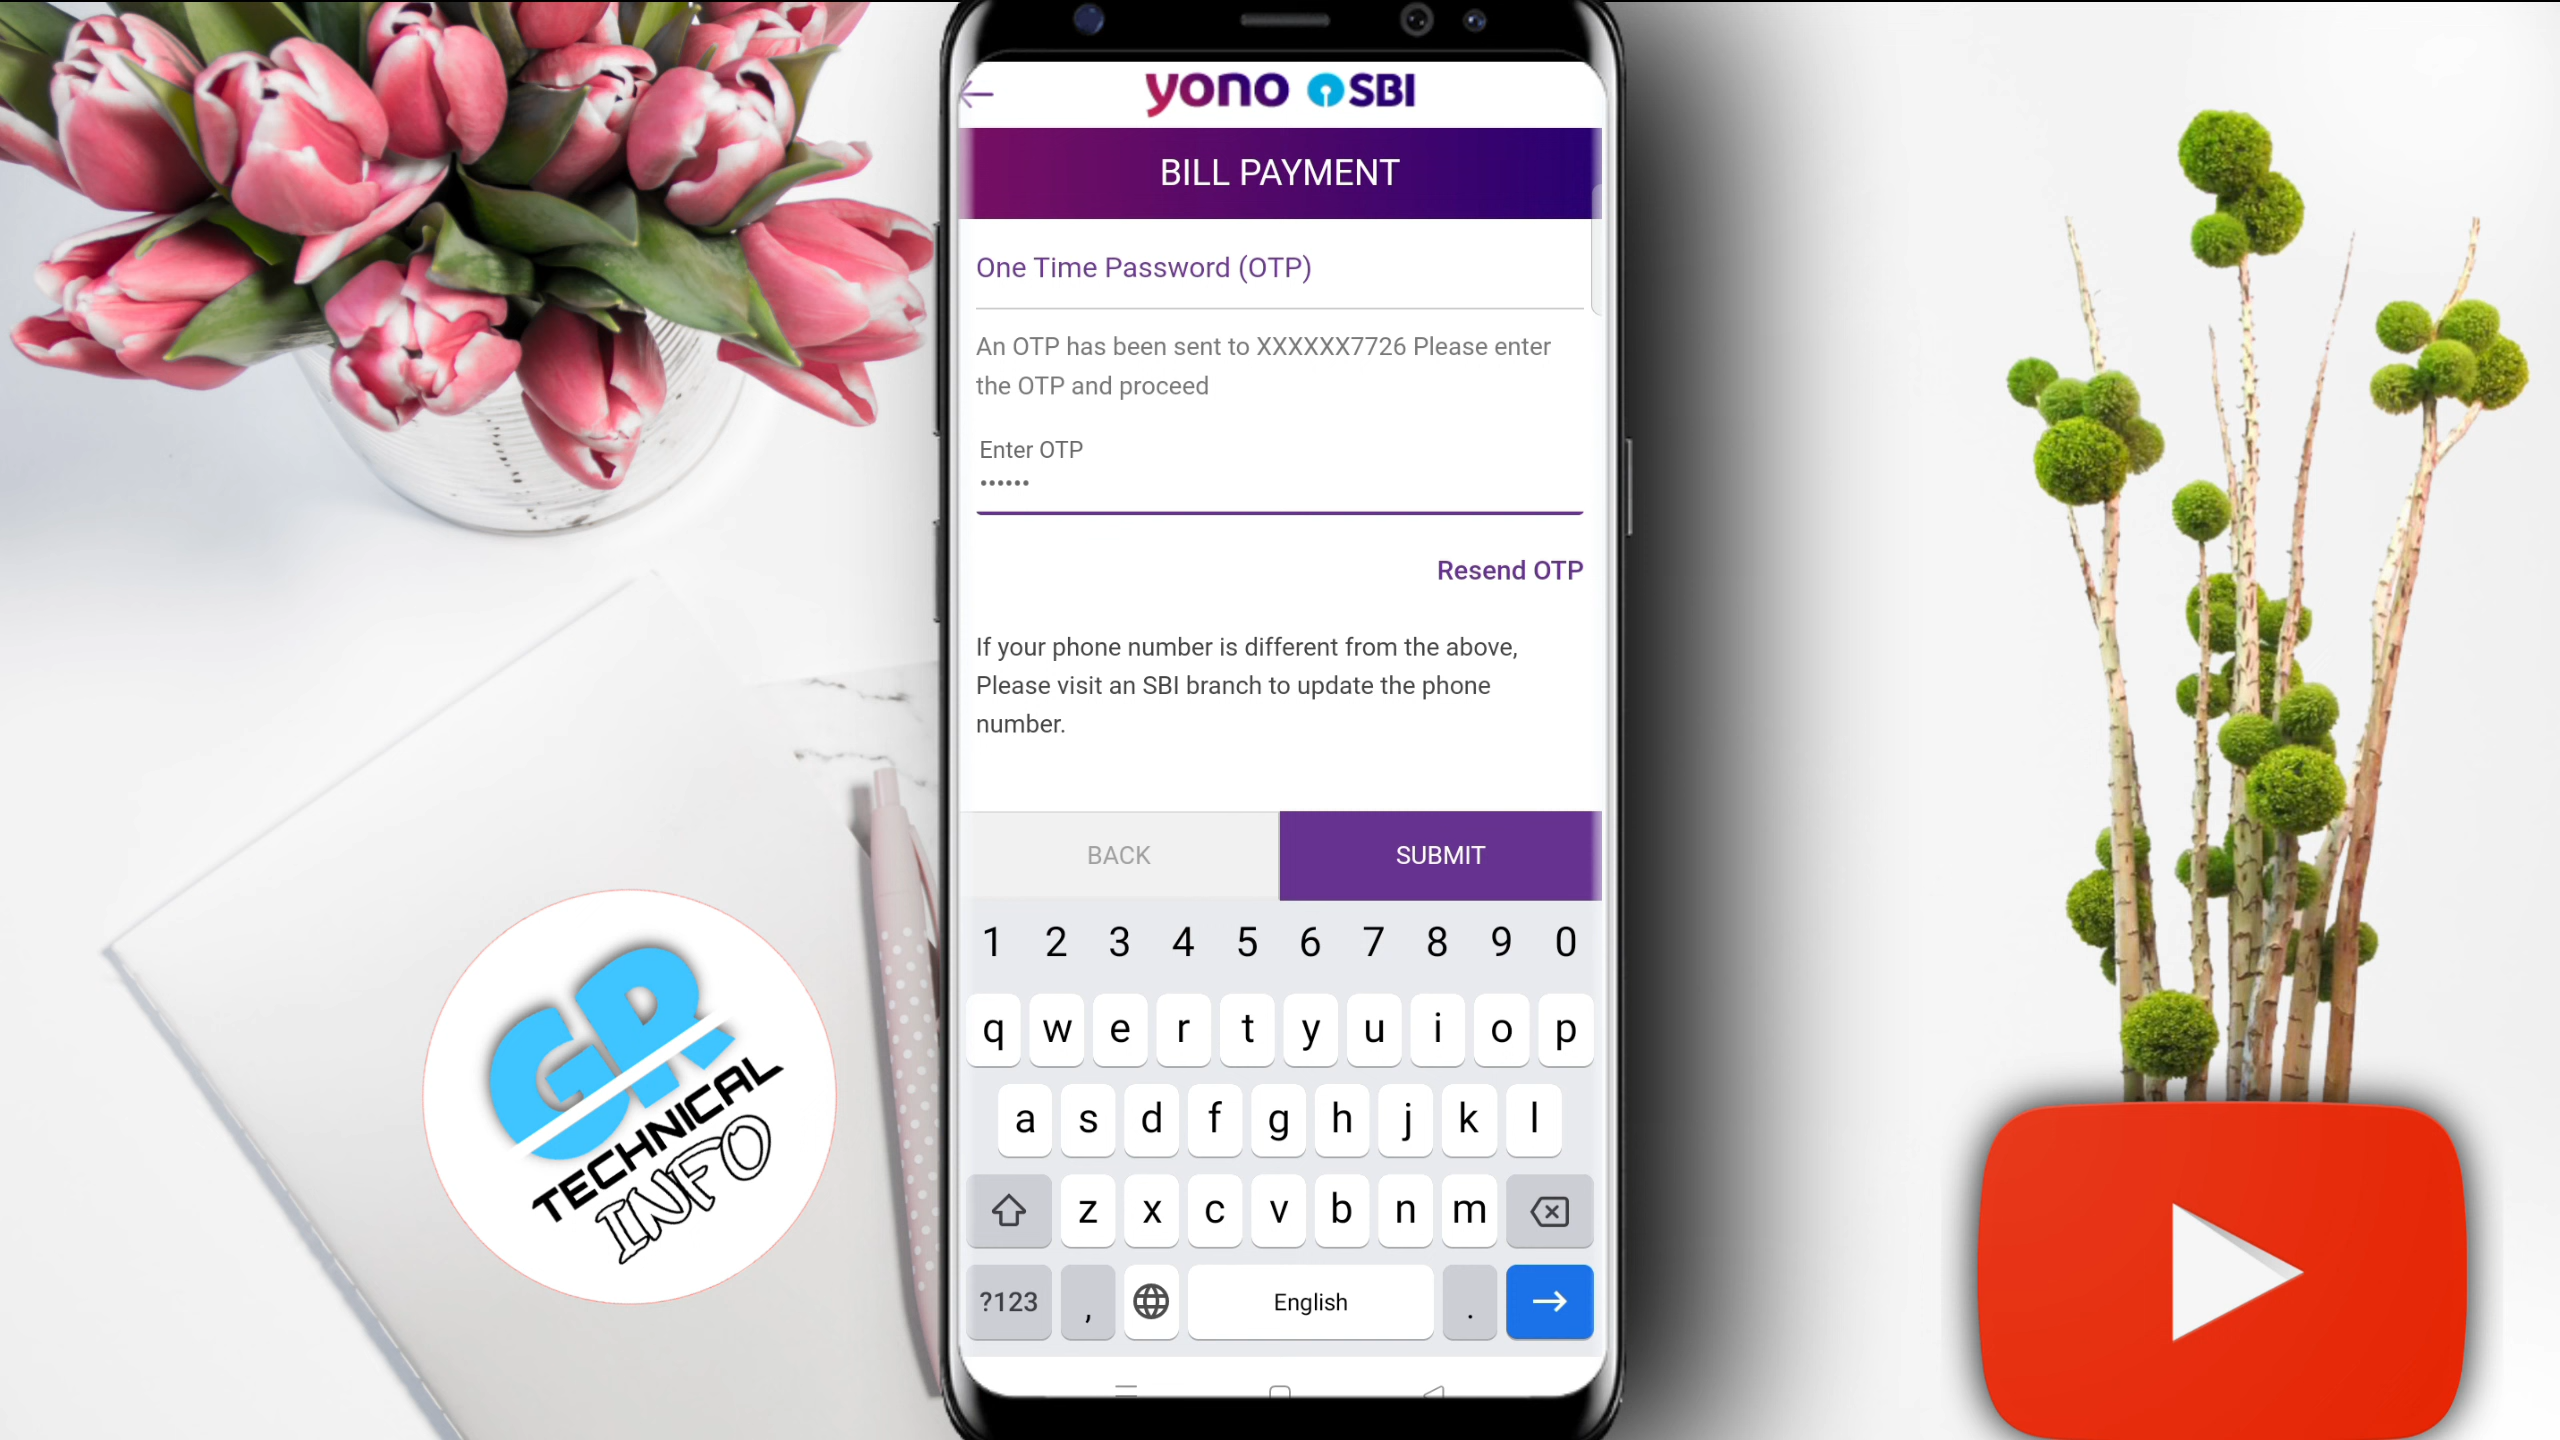 yono SBI
BILL PAYMENT
One Time Password (OTP)
An OTP has been sent to XXXXXX7726 Please enter
the OTP and proceed
Enter OTP
••••••
Resend OTP
If your phone number is different from the above,
Please visit an SBI branch to update the phone
number.
BACK SUBMIT
1 2 3 4 5 6 7 8 9 0
q w e r t y u i o p
a s d f g h j k l
z x c v b n m
?123 , English .
GR
TECHNICAL
INFO